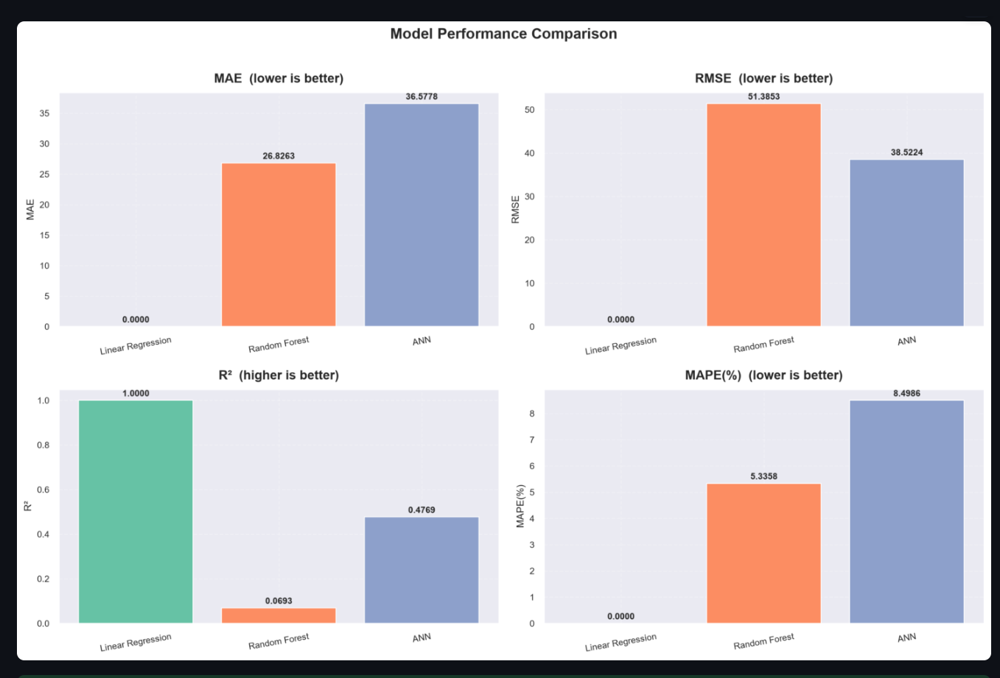 Model Performance Comparison
MAE (lower is better)
36.5778
35
30
26.8263
25
20
MAE
15
10
5
0.0000
0
Linear Regression
Random Forest
ANN
RMSE (lower is better)
51.3853
50
40
38.5224
RMSE
30
20
10
0.0000
0
Linear Regression
Random Forest
ANN
R² (higher is better)
1.0000
1.0
0.8
0.6
R²
0.4769
0.4
0.2
0.0693
0.0
Linear Regression
Random Forest
ANN
MAPE(%) (lower is better)
8.4986
8
7
6
5.3358
5
MAPE(%)
4
3
2
1
0.0000
0
Linear Regression
Random Forest
ANN